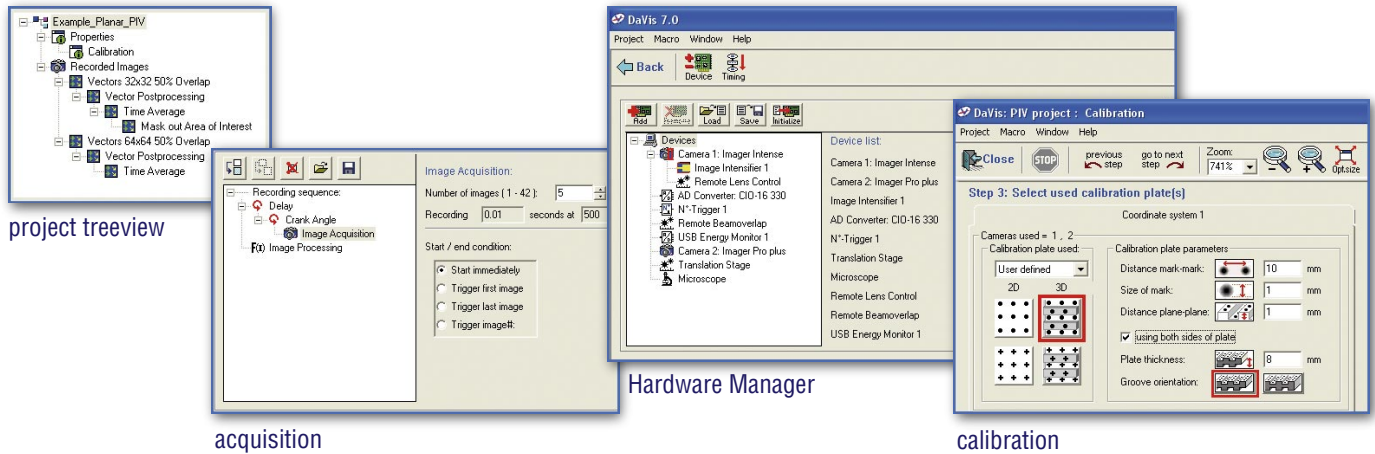 Example_Planar_PIV
Properties
Calibration
Recorded Images
Vectors 32x32 50% Overlap
Vector Postprocessing
Time Average
Mask out Area of Interest
Vectors 64x64 50% Overlap
Vector Postprocessing
Time Average
project treeview
Recording sequence:
Delay
Crank Angle
Image Acquisition
F(x) Image Processing
Image Acquisition:
Number of images ( 1 - 42 ): 5
Recording 0.01 seconds at 500
Start / end condition:
Start immediately
Trigger first image
Trigger last image
Trigger image#:
acquisition
DaVis 7.0
Project Macro Window Help
Back Device Timing
Add Remove Load Save Initialize
Devices
Camera 1: Imager Intense
Image Intensifier 1
Remote Lens Control
AD Converter: CIO-16 330
N*-Trigger 1
Remote Beamoverlap
USB Energy Monitor 1
Camera 2: Imager Pro plus
Translation Stage
Microscope
Device list:
Camera 1: Imager Intense
Camera 2: Imager Pro plus
Image Intensifier 1
AD Converter: CIO-16 330
N*-Trigger 1
Translation Stage
Microscope
Remote Lens Control
Remote Beamoverlap
USB Energy Monitor 1
Hardware Manager
DaVis: PIV project : Calibration
Project Macro Window Help
Close STOP previous step go to next step Zoom: 741% Opt.size
Step 3: Select used calibration plate(s)
Coordinate system 1
Cameras used = 1 , 2
Calibration plate used:
User defined
2D 3D
Calibration plate parameters
Distance mark-mark: 10 mm
Size of mark: 1 mm
Distance plane-plane: 1 mm
using both sides of plate
Plate thickness: 8 mm
Groove orientation:
calibration